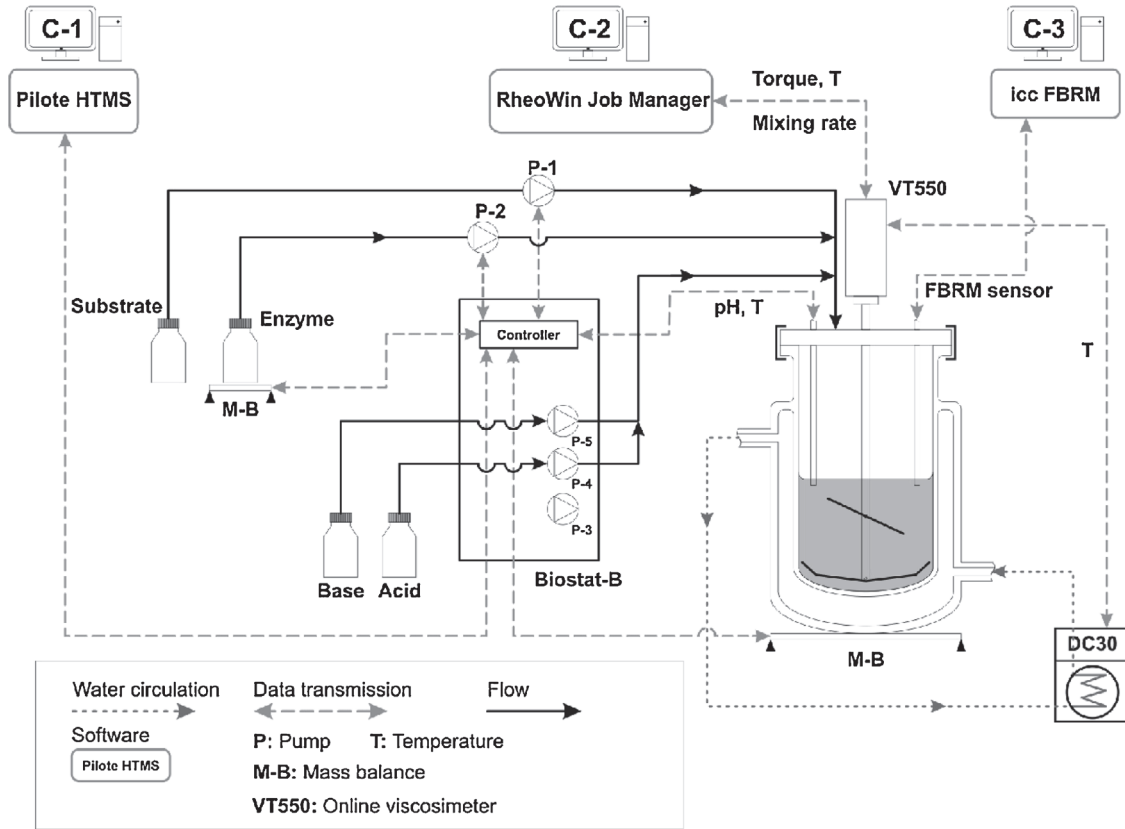 C-1
C-2
C-3
Pilote HTMS
RheoWin Job Manager
icc FBRM
Torque, T
Mixing rate
P-1
VT550
P-2
Substrate
Enzyme
pH, T
FBRM sensor
Controller
T
M-B
P-5
P-4
P-3
Base
Acid
Biostat-B
M-B
DC30
Water circulation
Data transmission
Flow
Software
P: Pump
T: Temperature
Pilote HTMS
M-B: Mass balance
VT550: Online viscosimeter